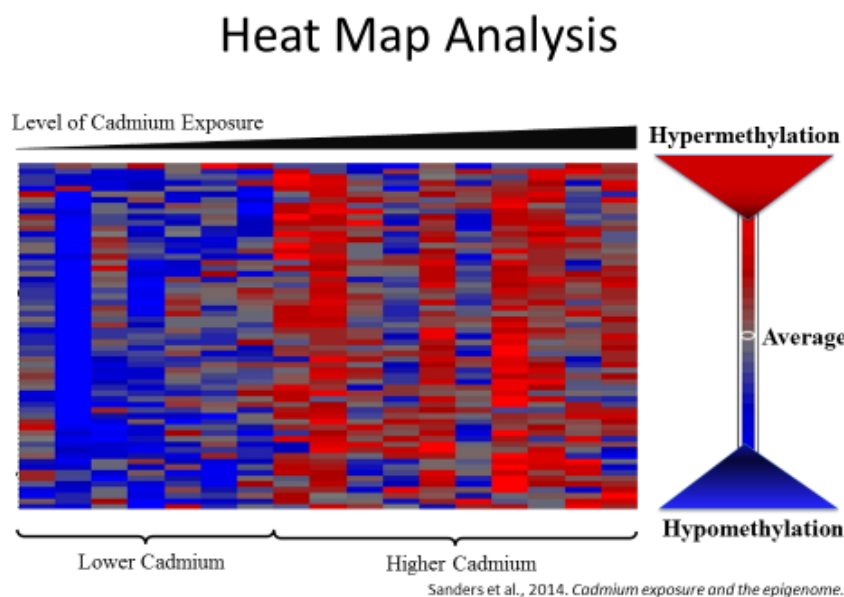 Heat Map Analysis
Level of Cadmium Exposure
Hypermethylation
Average
Hypomethylation
Lower Cadmium
Higher Cadmium
Sanders et al., 2014. Cadmium exposure and the epigenome.